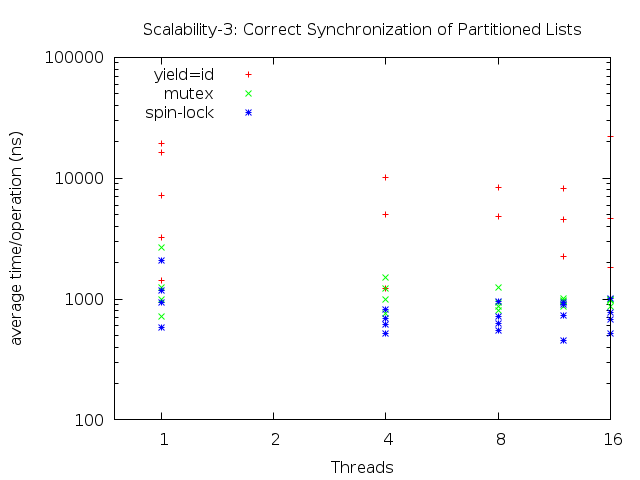 Scalability-3: Correct Synchronization of Partitioned Lists
100000
yield=id
mutex
spin-lock
10000
average time/operation (ns)
1000
100
1 2 4 8 16
Threads